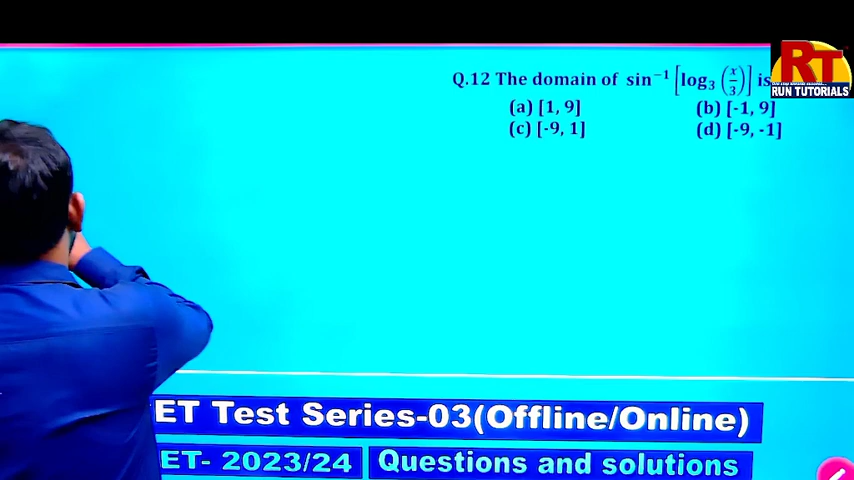 RT
RUN TUTORIALS
Q.12 The domain of sin⁻¹ [log₃ (x/3)] is
(a) [1, 9] (b) [-1, 9]
(c) [-9, 1] (d) [-9, -1]
ET Test Series-03(Offline/Online)
ET- 2023/24 Questions and solutions